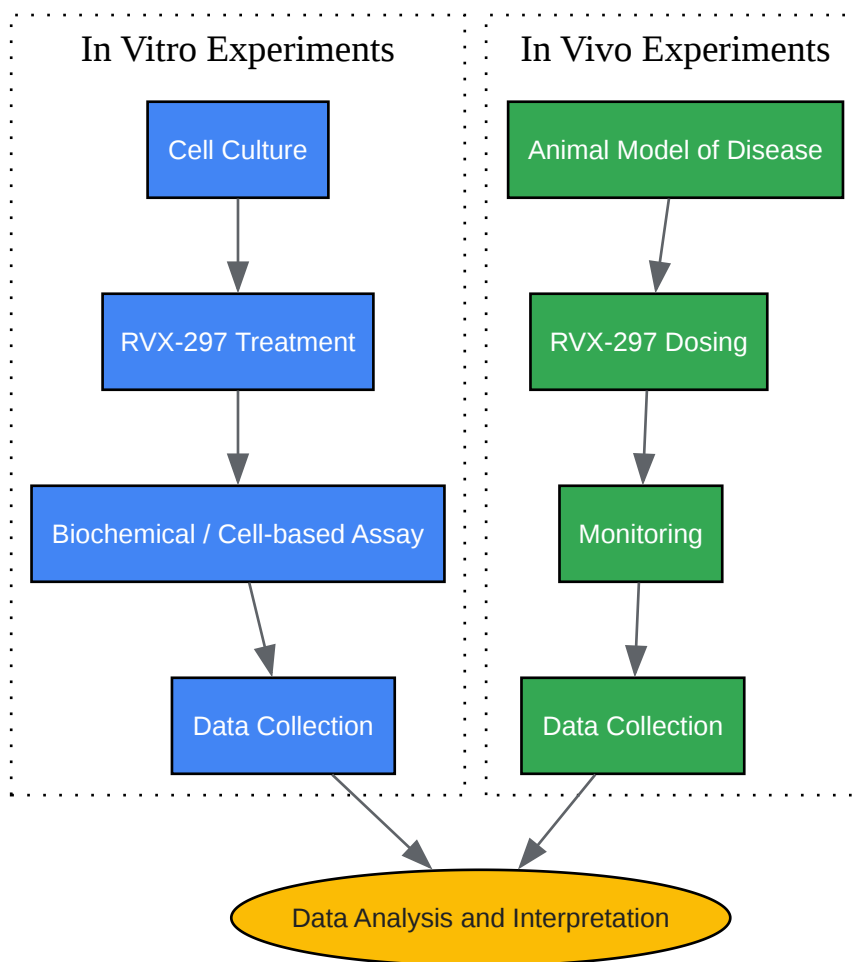 In Vitro Experiments
Cell Culture
RVX-297 Treatment
Biochemical / Cell-based Assay
Data Collection
In Vivo Experiments
Animal Model of Disease
RVX-297 Dosing
Monitoring
Data Collection
Data Analysis and Interpretation